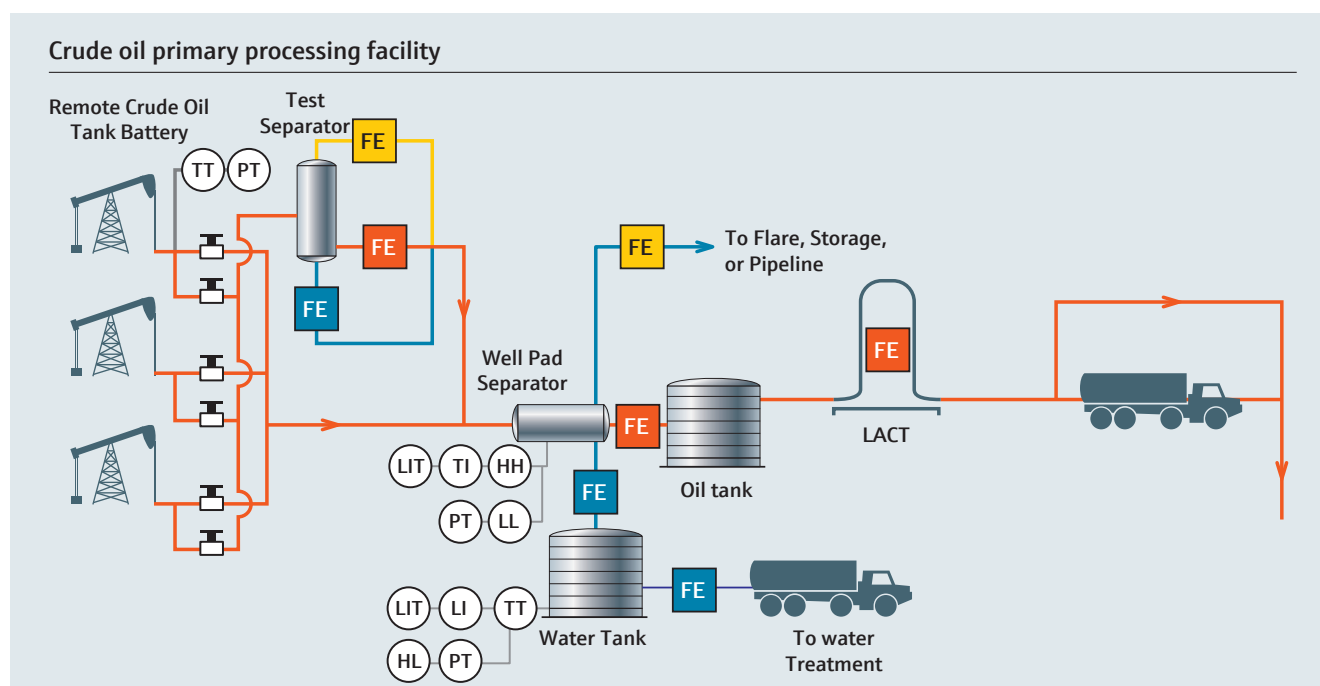 Crude oil primary processing facility
Remote Crude Oil
Tank Battery
Test
Separator
FE
TT
PT
FE
FE
FE
To Flare, Storage,
or Pipeline
FE
Well Pad
Separator
FE
LACT
LIT
TI
HH
FE
Oil tank
PT
LL
FE
LIT
LI
TT
Water Tank
To water
Treatment
HL
PT